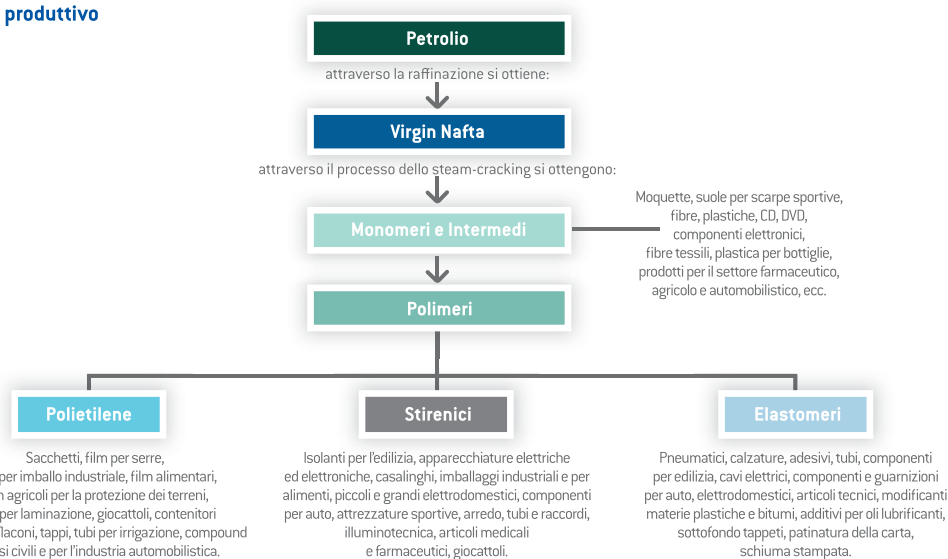 produttivo
Petrolio
attraverso la raffinazione si ottiene:
Virgin Nafta
attraverso il processo dello steam-cracking si ottengono:
Monomeri e Intermedi
Moquette, suole per scarpe sportive,
fibre, plastiche, CD, DVD,
componenti elettronici,
fibre tessili, plastica per bottiglie,
prodotti per il settore farmaceutico,
agricolo e automobilistico, ecc.
Polimeri
Polietilene
Sacchetti, film per serre,
per imballo industriale, film alimentari,
agricoli per la protezione dei terreni,
per laminazione, giocattoli, contenitori
flaconi, tappi, tubi per irrigazione, compound
civili e per l'industria automobilistica.
Stirenici
Isolanti per l'edilizia, apparecchiature elettriche
ed elettroniche, casalinghi, imballaggi industriali e per
alimenti, piccoli e grandi elettrodomestici, componenti
per auto, attrezzature sportive, arredo, tubi e raccordi,
illuminotecnica, articoli medicali
e farmaceutici, giocattoli.
Elastomeri
Pneumatici, calzature, adesivi, tubi, componenti
per edilizia, cavi elettrici, componenti e guarnizioni
per auto, elettrodomestici, articoli tecnici, modificanti
materie plastiche e bitumi, additivi per oli lubrificanti,
sottofondo tappeti, patinatura della carta,
schiuma stampata.